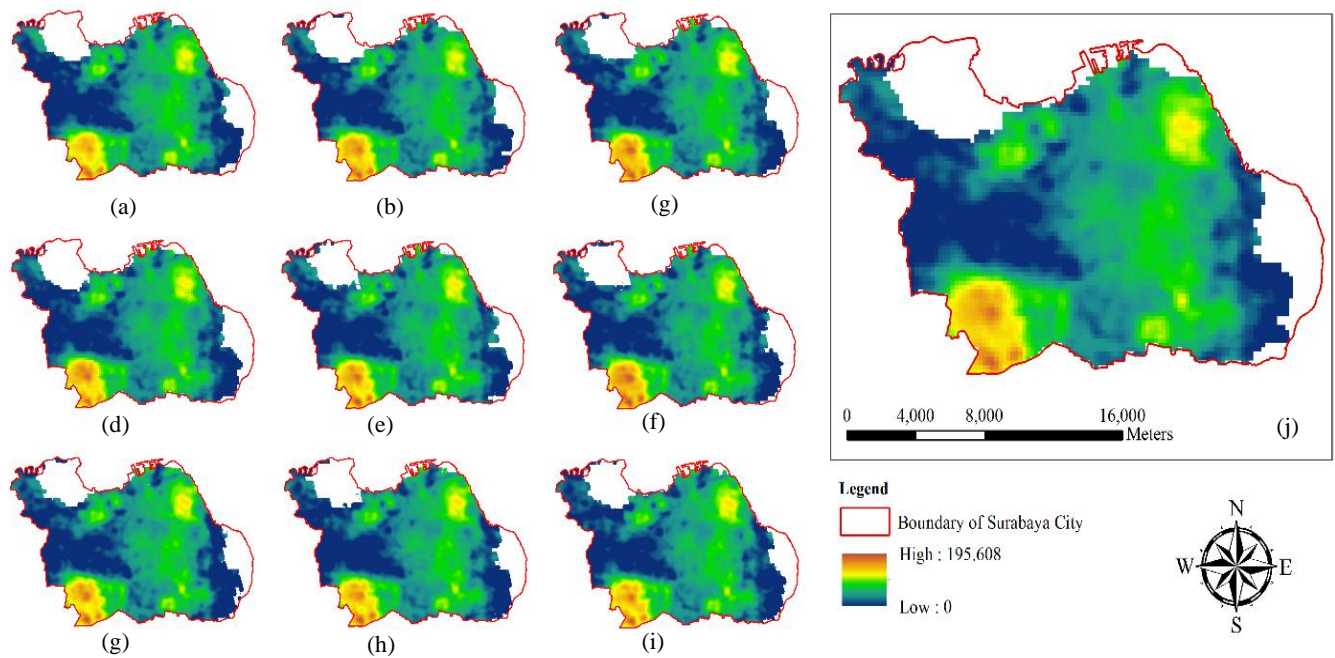 (a)
(b)
(g)
(d)
(e)
(f)
(g)
(h)
(i)
0 4,000 8,000 16,000
Meters
(j)
Legend
Boundary of Surabaya City
High : 195,608
Low : 0
N
W E
S